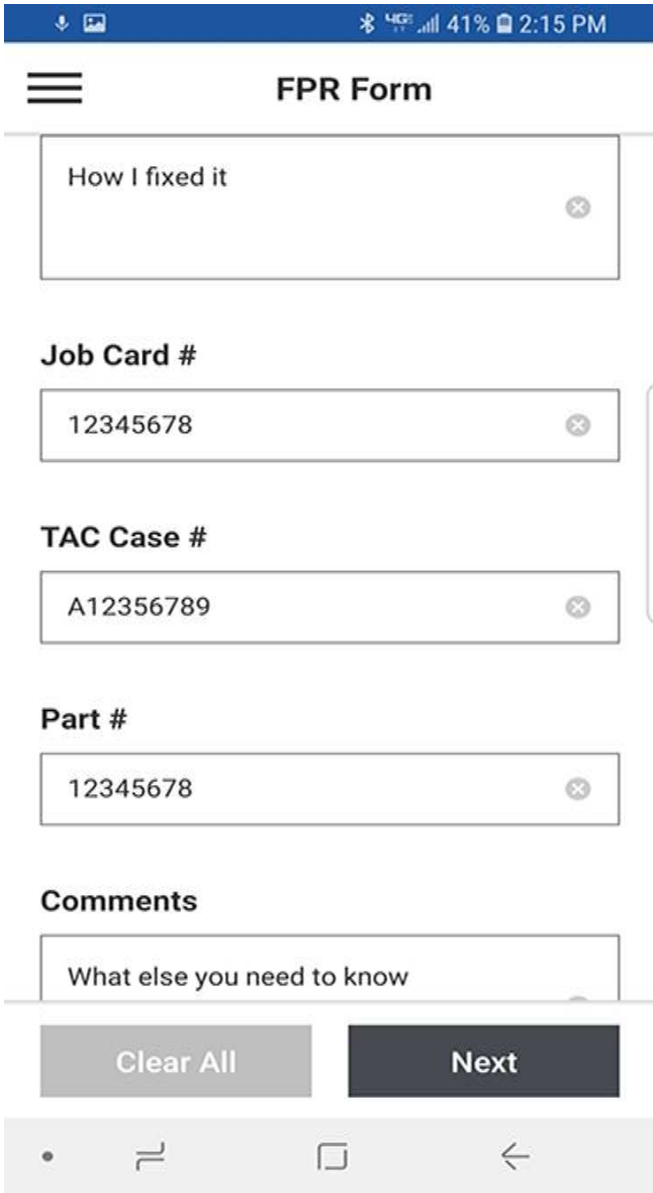 4G 41% 2:15 PM
FPR Form
How I fixed it
Job Card #
12345678
TAC Case #
A12356789
Part #
12345678
Comments
What else you need to know
Clear All Next